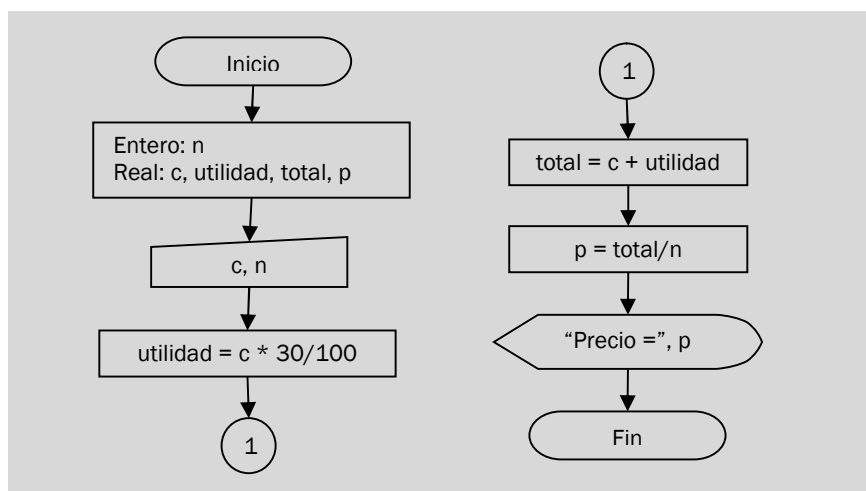 Inicio
Entero: n
Real: c, utilidad, total, p
c, n
utilidad = c * 30/100
1
1
total = c + utilidad
p = total/n
“Precio =”, p
Fin